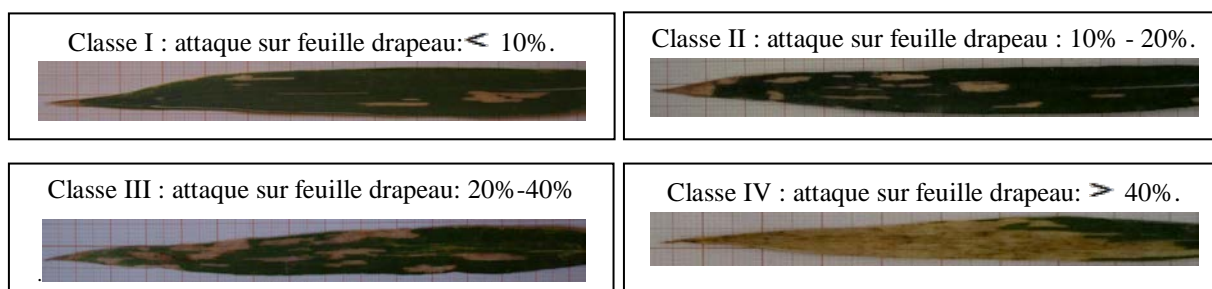 Classe I : attaque sur feuille drapeau: < 10%.
Classe II : attaque sur feuille drapeau : 10% - 20%.
Classe III : attaque sur feuille drapeau: 20%-40%
Classe IV : attaque sur feuille drapeau: > 40%.